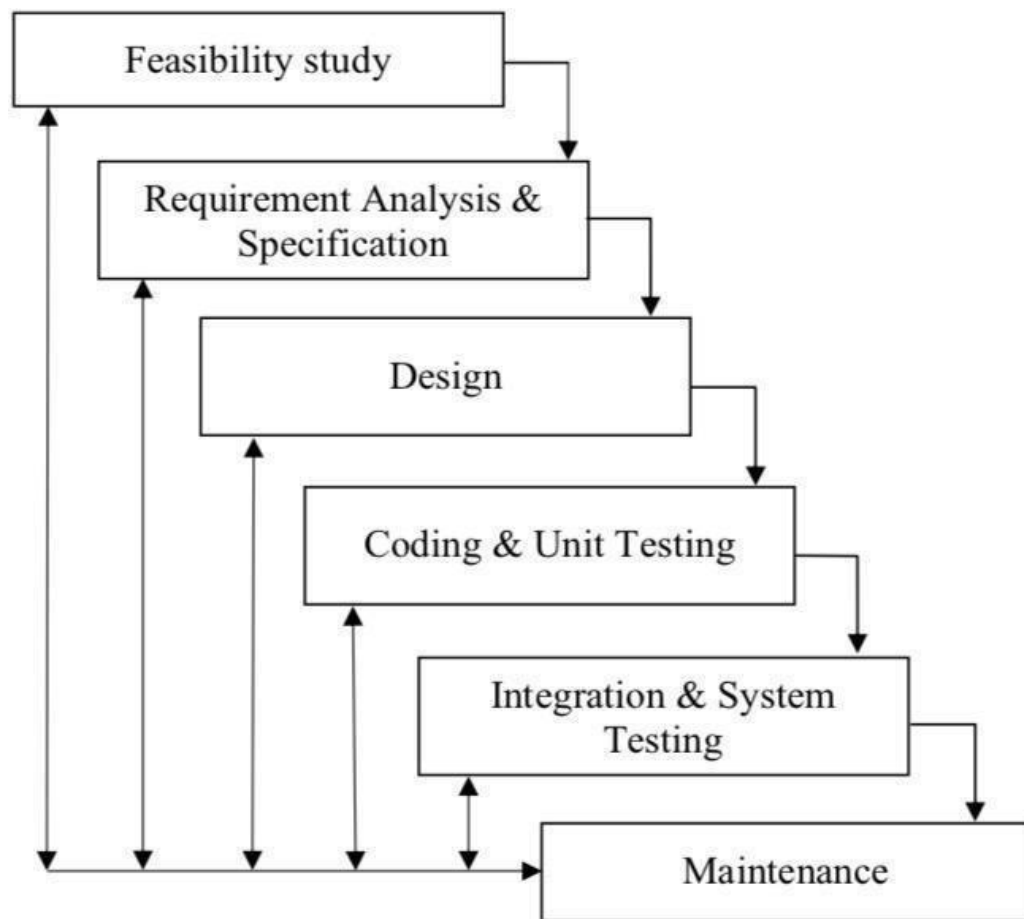 Feasibility study
Requirement Analysis &
Specification
Design
Coding & Unit Testing
Integration & System
Testing
Maintenance